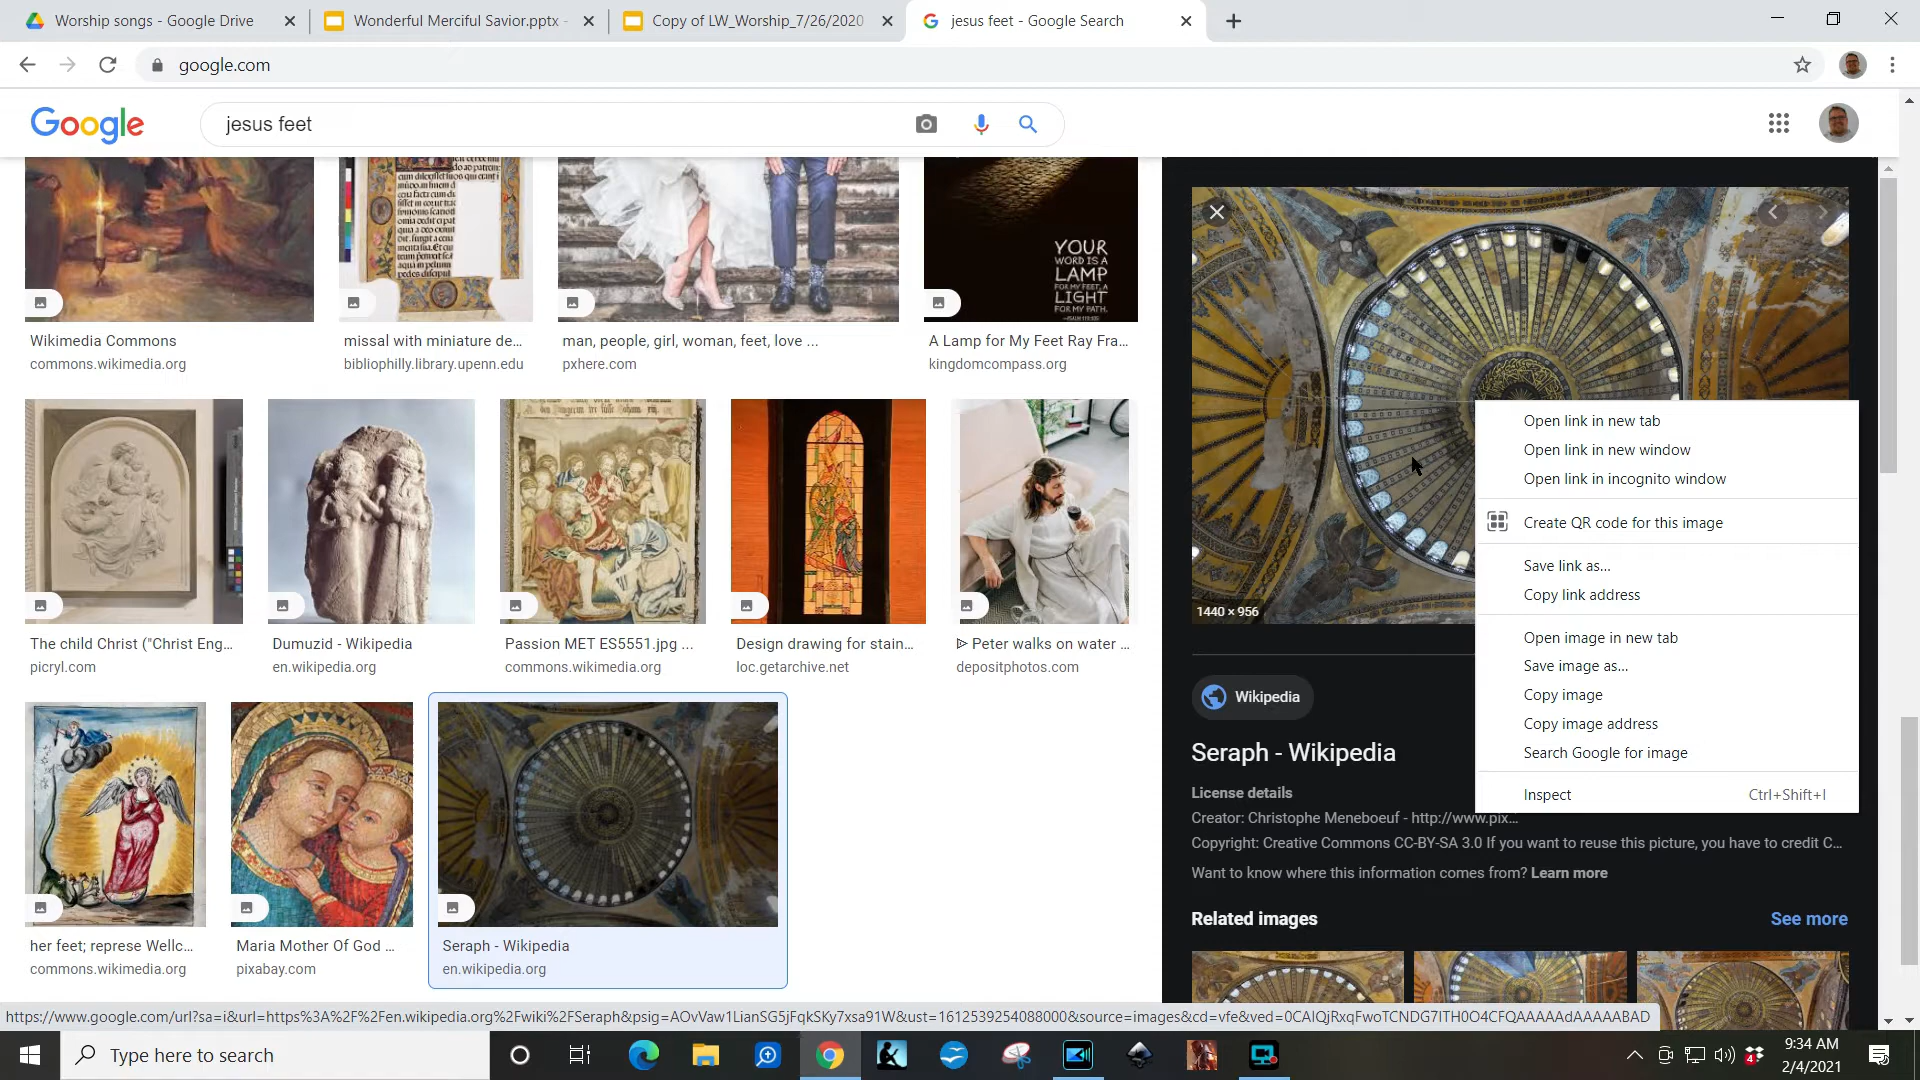 Worship songs - Google Drive
Wonderful Merciful Savior.pptx -
Copy of LW_Worship_7/26/2020
jesus feet - Google Search
google.com
Google
jesus feet
YOUR
WORD IS A
LAMP
FOR MY FEET, A
LIGHT
FOR MY PATH.
Wikimedia Commons
commons.wikimedia.org
missal with miniature de...
bibliophilly.library.upenn.edu
man, people, girl, woman, feet, love ...
pxhere.com
A Lamp for My Feet Ray Fra...
kingdomcompass.org
The child Christ ("Christ Eng...
picryl.com
Dumuzid - Wikipedia
en.wikipedia.org
Passion MET ES5551.jpg ...
commons.wikimedia.org
Design drawing for stain...
loc.getarchive.net
ᐉ Peter walks on water ...
depositphotos.com
her feet; represe Wellc...
commons.wikimedia.org
Maria Mother Of God ...
pixabay.com
Seraph - Wikipedia
en.wikipedia.org
1440 × 956
Wikipedia
Seraph - Wikipedia
License details
Creator: Christophe Meneboeuf - http://www.pix...
Copyright: Creative Commons CC-BY-SA 3.0 If you want to reuse this picture, you have to credit C...
Want to know where this information comes from? Learn more
Related images
See more
Open link in new tab
Open link in new window
Open link in incognito window
Create QR code for this image
Save link as...
Copy link address
Open image in new tab
Save image as...
Copy image
Copy image address
Search Google for image
Inspect Ctrl+Shift+I
https://www.google.com/url?sa=i&url=https%3A%2F%2Fen.wikipedia.org%2Fwiki%2FSeraph&psig=AOvVaw1LianSG5jFqkSKy7xsa91W&ust=1612539254088000&source=images&cd=vfe&ved=0CAIQjRxqFwoTCNDG7ITH0O4CFQAAAAAdAAAAABAD
Type here to search
4
9:34 AM
2/4/2021